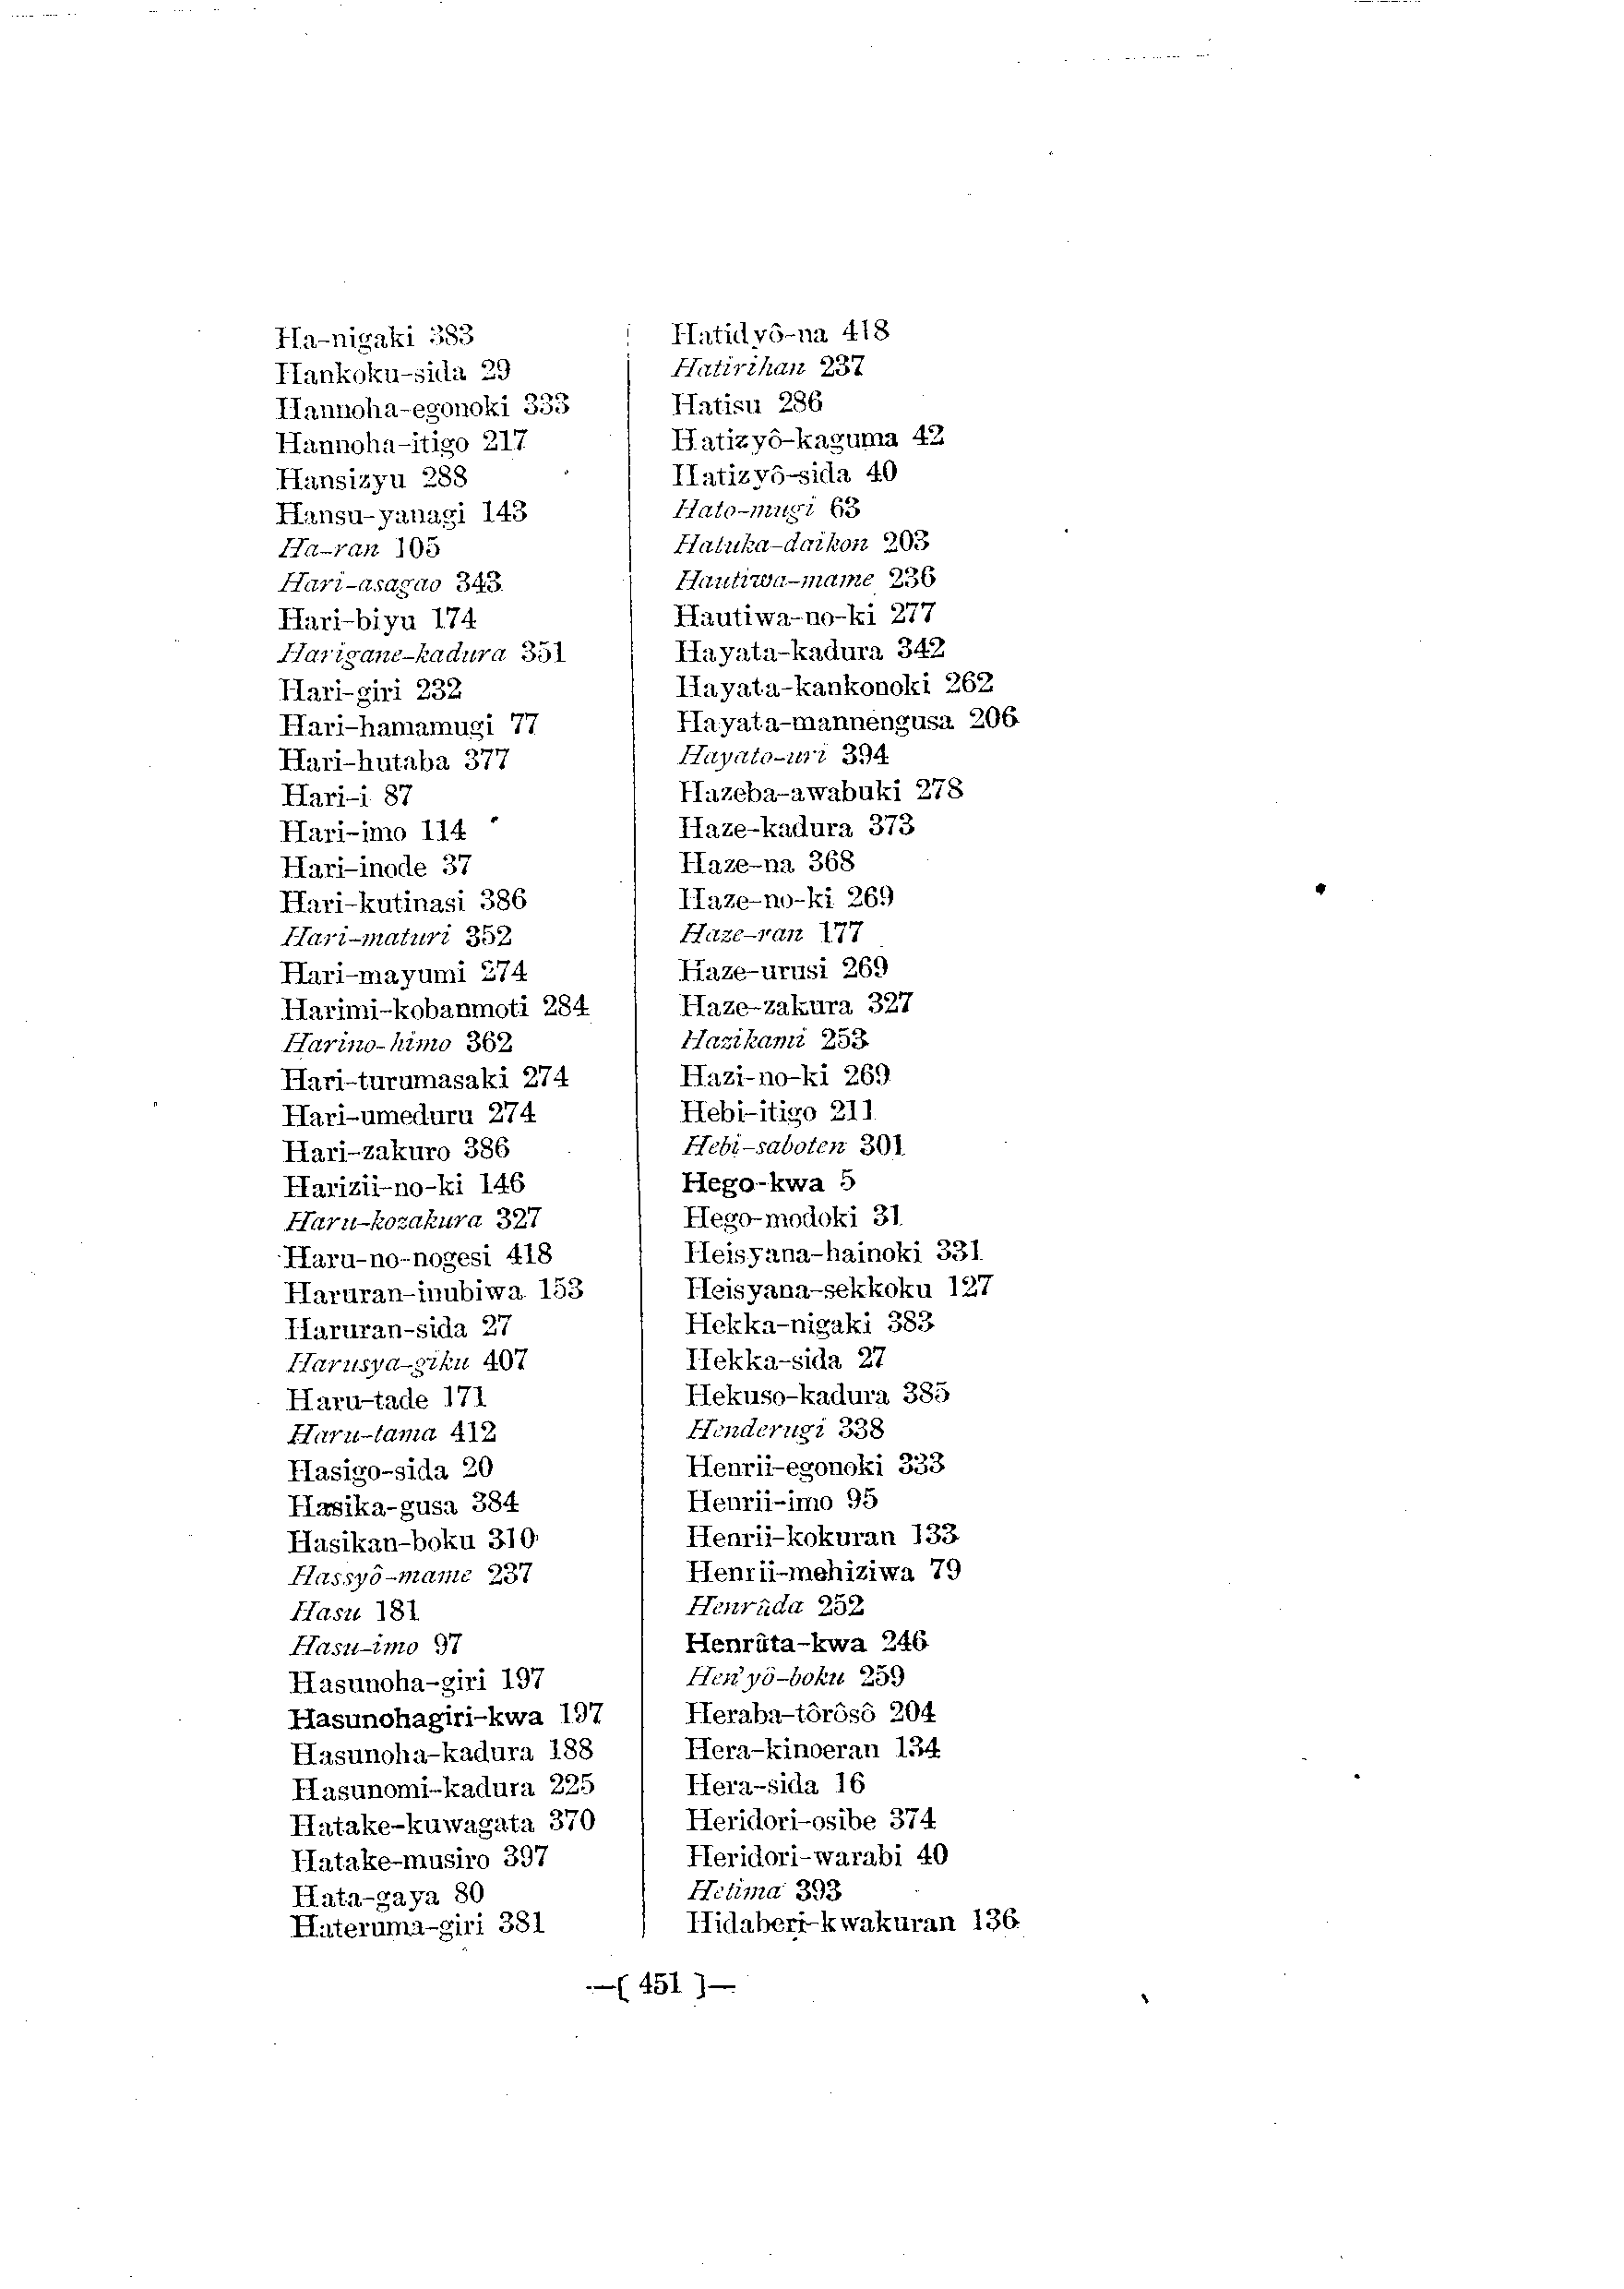 Ha-nigaki 383
Hankoku-sida 29
Hannoha-egonoki 333
Hannoha-itigo 217
Hansizyu 288
Hansu-yanagi 143
Ha-ran 105
Hari-asagao 343
Hari-biyu 174
Harigane-kadura 351
Hari-giri 232
Hari-hamamugi 77
Hari-hutaba 377
Hari-i 87
Hari-imo 114
Hari-inode 37
Hari-kutinasi 386
Hari-maturi 352
Hari-mayumi 274
Harimi-kobanmoti 284
Harino-himo 362
Hari-turumasaki 274
Hari-umeduru 274
Hari-zakuro 386
Harizii-no-ki 146
Haru-kozakura 327
Haru-no-nogesi 418
Haruran-inubiwa 153
Haruran-sida 27
Harusya-giku 407
Haru-tade 171
Haru-tama 412
Hasigo-sida 20
Hasika-gusa 384
Hasikan-boku 310
Hassyô-mame 237
Hasu 181
Hasu-imo 97
Hasunoha-giri 197
Hasunohagiri-kwa 197
Hasunoha-kadura 188
Hasunomi-kadura 225
Hatake-kuwagata 370
Hatake-musiro 397
Hata-gaya 80
Hateruma-giri 381
Hatidyô-na 418
Hatirihan 237
Hatisu 286
Hatizyô-kaguma 42
Hatizyô-sida 40
Hato-mugi 63
Hatuka-daikon 203
Hautiwa-mame 236
Hautiwa-no-ki 277
Hayata-kadura 342
Hayata-kankonoki 262
Hayata-mannengusa 206
Hayato-uri 394
Hazeba-awabuki 278
Haze-kadura 373
Haze-na 368
Haze-no-ki 269
Haze-ran 177
Haze-urusi 269
Haze-zakura 327
Hazikami 253
Hazi-no-ki 269
Hebi-itigo 211
Hebi-saboten 301
Hego-kwa 5
Hego-modoki 31
Heisyana-hainoki 331
Heisyana-sekkoku 127
Hekka-nigaki 383
Hekka-sida 27
Hekuso-kadura 385
Henderugi 338
Henrii-egonoki 333
Henrii-imo 95
Henrii-kokuran 133
Henrii-mehiziwa 79
Henrûda 252
Henrûta-kwa 246
Hen'yô-boku 259
Heraba-tôrôsô 204
Hera-kinoeran 134
Hera-sida 16
Heridori-osibe 374
Heridori-warabi 40
Hetima 393
Hidaberi-kwakuran 136
—( 451 )—